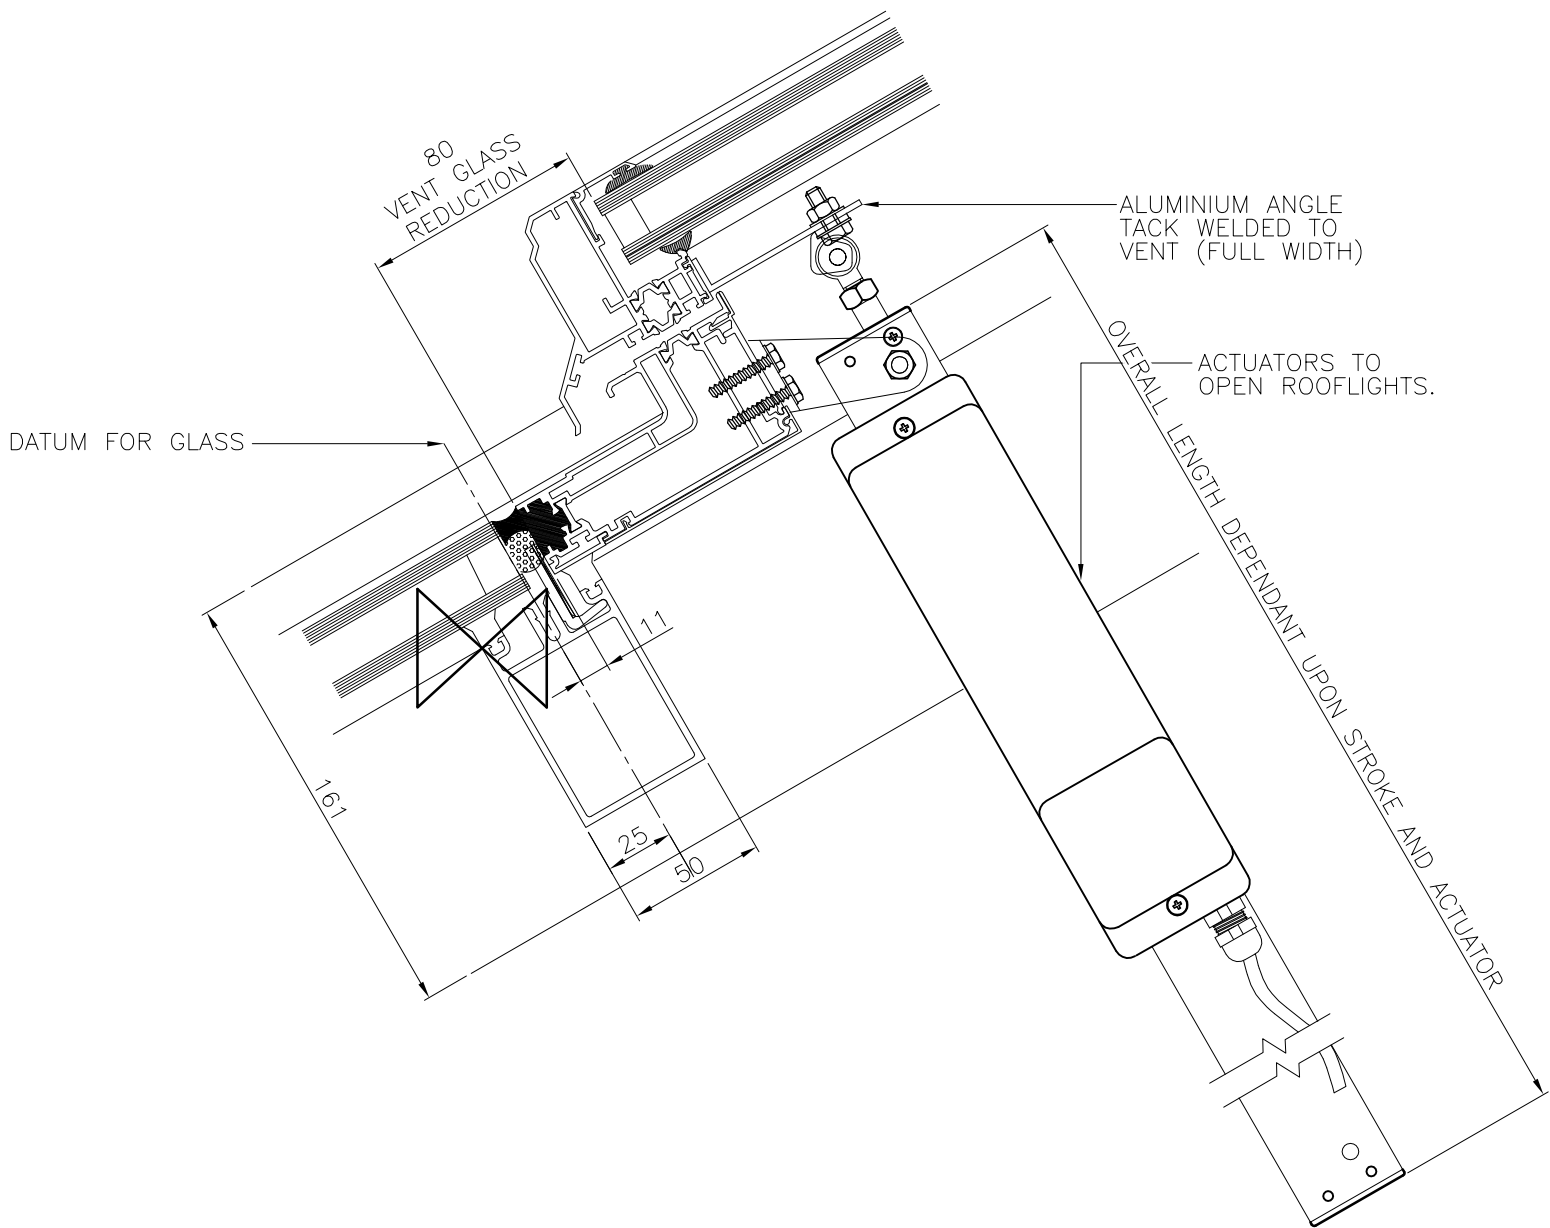 80
VENT GLASS
REDUCTION
ALUMINIUM ANGLE
TACK WELDED TO
VENT (FULL WIDTH)
OVERALL LENGTH DEPENDANT UPON STROKE AND ACTUATOR
ACTUATORS TO
OPEN ROOFLIGHTS.
DATUM FOR GLASS
11
161
25
50